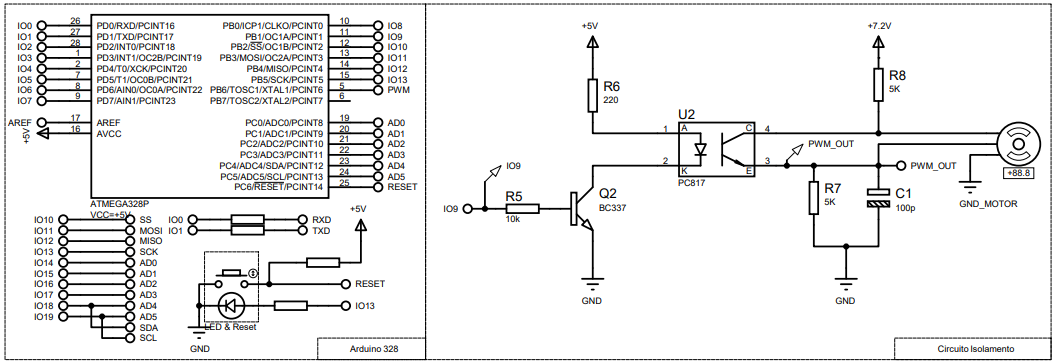 IO0 26 PD0/RXD/PCINT16 PB0/ICP1/CLKO/PCINT0 10 IO8
IO1 27 PD1/TXD/PCINT17 PB1/OC1A/PCINT1 11 IO9
IO2 28 PD2/INT0/PCINT18 PB2/SS/OC1B/PCINT2 12 IO10
IO3 1 PD3/INT1/OC2B/PCINT19 PB3/MOSI/OC2A/PCINT3 13 IO11
IO4 2 PD4/T0/XCK/PCINT20 PB4/MISO/PCINT4 14 IO12
IO5 7 PD5/T1/OC0B/PCINT21 PB5/SCK/PCINT5 15 IO13
IO6 8 PD6/AIN0/OC0A/PCINT22 PB6/TOSC1/XTAL1/PCINT6 5 PWM
IO7 9 PD7/AIN1/PCINT23 PB7/TOSC2/XTAL2/PCINT7 6
AREF 17 AREF PC0/ADC0/PCINT8 19 AD0
+5V 16 AVCC PC1/ADC1/PCINT9 20 AD1
PC2/ADC2/PCINT10 21 AD2
PC3/ADC3/PCINT11 22 AD3
PC4/ADC4/SDA/PCINT12 23 AD4
PC5/ADC5/SCL/PCINT13 24 AD5
PC6/RESET/PCINT14 25 RESET
ATMEGA328P
VCC=+5V
IO10 SS
IO11 MOSI
IO12 MISO
IO13 SCK
IO14 AD0
IO15 AD1
IO16 AD2
IO17 AD3
IO18 AD4
IO19 AD5
SDA
SCL
IO0 RXD
IO1 TXD
+5V
RESET
IO13
LED & Reset
GND
Arduino 328
+5V
R6
220
U2
1 A C 4
2 K E 3
PC817
+7.2V
R8
5K
PWM_OUT
PWM_OUT
+88.8
GND_MOTOR
R7
5K
C1
100p
GND
IO9
IO9
R5
10k
Q2
BC337
GND
Circuito Isolamento